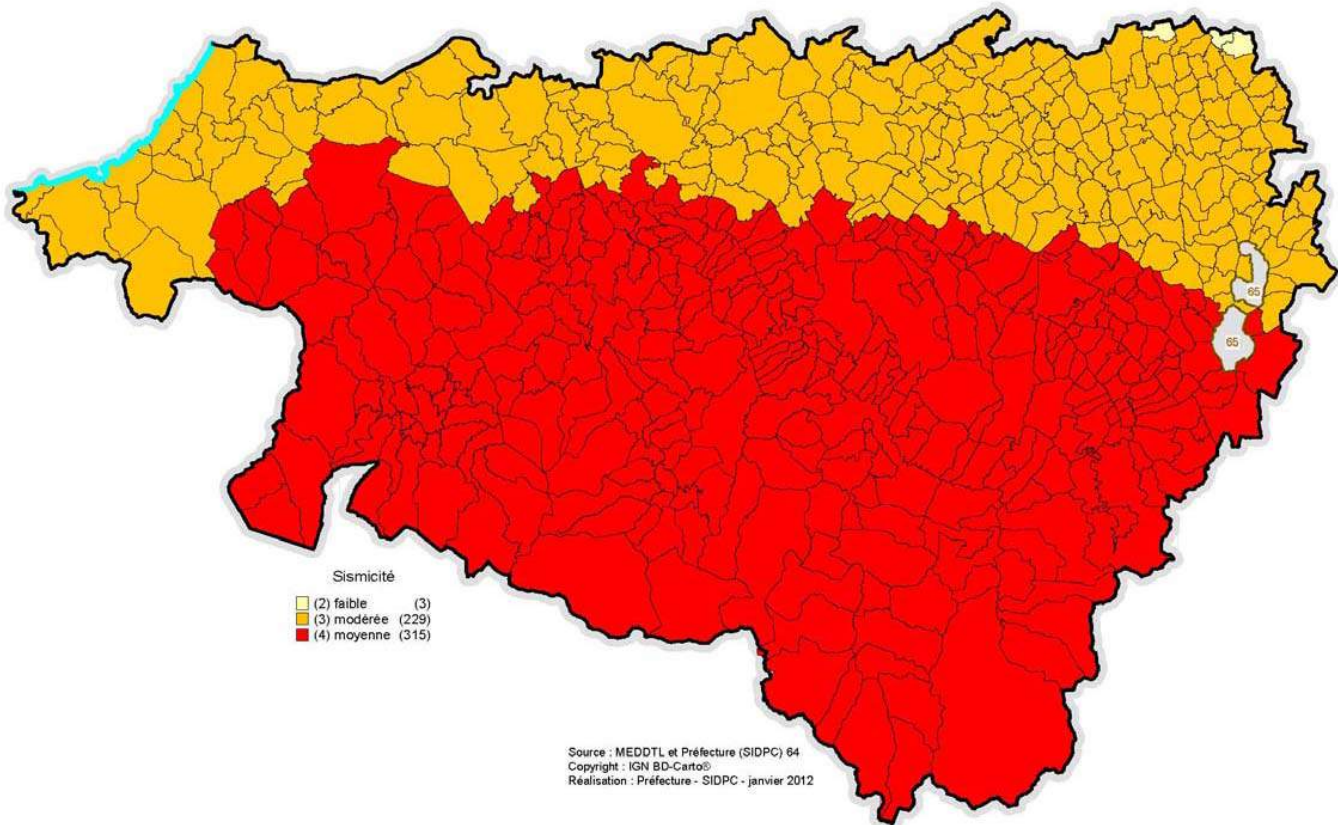 65
65
Sismicité
(2) faible (3)
(3) modérée (229)
(4) moyenne (315)
Source : MEDDTL et Préfecture (SIDPC) 64
Copyright : IGN BD-Carto®
Réalisation : Préfecture - SIDPC - janvier 2012